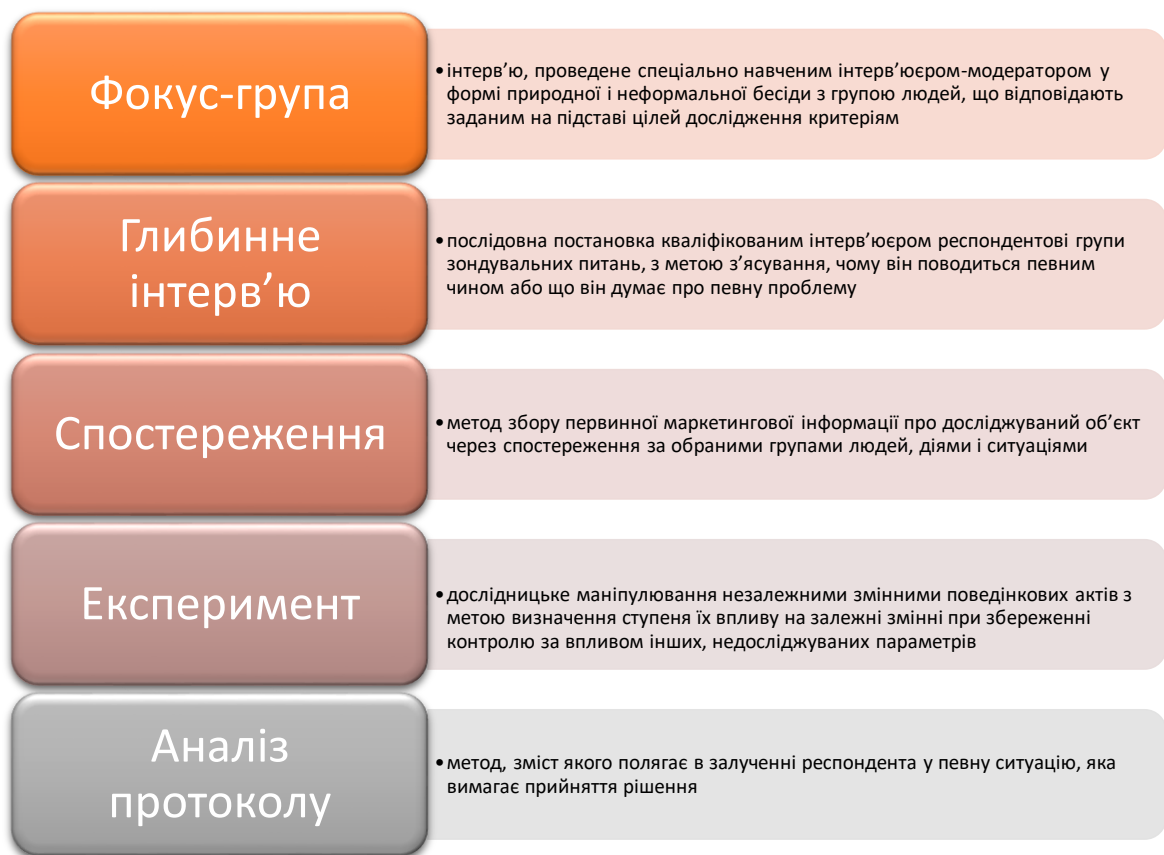 Фокус-група
•інтерв'ю, проведене спеціально навченим інтерв'юєром-модератором у
формі природної і неформальної бесіди з групою людей, що відповідають
заданим на підставі цілей дослідження критеріям
Глибинне
інтерв'ю
•послідовна постановка кваліфікованим інтерв'юєром респондентові групи
зондувальних питань, з метою з'ясування, чому він поводиться певним
чином або що він думає про певну проблему
Спостереження
•метод збору первинної маркетингової інформації про досліджуваний об'єкт
через спостереження за обраними групами людей, діями і ситуаціями
Експеримент
•дослідницьке маніпулювання незалежними змінними поведінкових актів з
метою визначення ступеня їх впливу на залежні змінні при збереженні
контролю за впливом інших, недосліджуваних параметрів
Аналіз
протоколу
•метод, зміст якого полягає в залученні респондента у певну ситуацію, яка
вимагає прийняття рішення